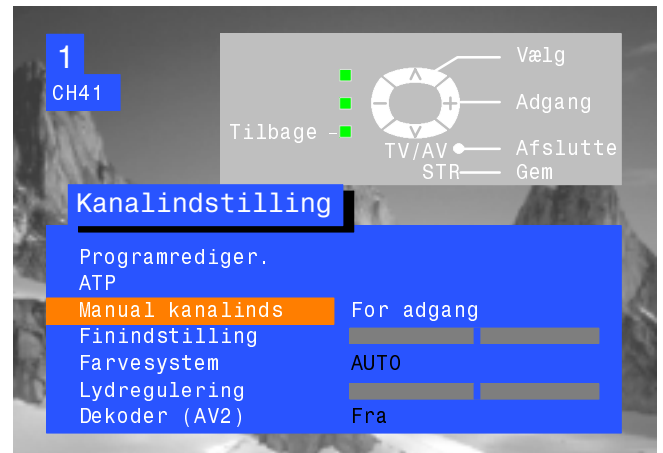 1
CH41
Vælg
Adgang
Tilbage
TV/AV Afslutte
STR Gem
Kanalindstilling
Programrediger.
ATP
Manual kanalinds For adgang
Finindstilling
Farvesystem AUTO
Lydregulering
Dekoder (AV2) Fra